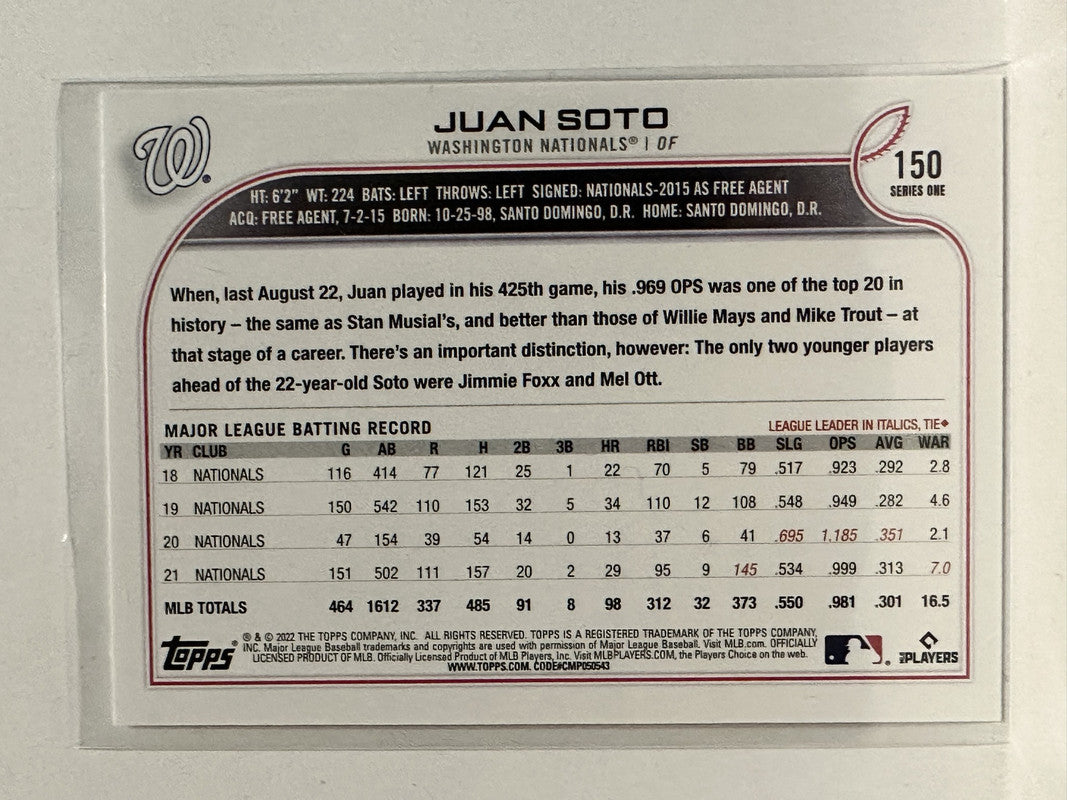 W
JUAN SOTO
WASHINGTON NATIONALS® | OF
150
SERIES ONE
HT: 6'2" WT: 224 BATS: LEFT THROWS: LEFT SIGNED: NATIONALS-2015 AS FREE AGENT
ACQ: FREE AGENT, 7-2-15 BORN: 10-25-98, SANTO DOMINGO, D.R. HOME: SANTO DOMINGO, D.R.
When, last August 22, Juan played in his 425th game, his .969 OPS was one of the top 20 in
history – the same as Stan Musial's, and better than those of Willie Mays and Mike Trout – at
that stage of a career. There's an important distinction, however: The only two younger players
ahead of the 22-year-old Soto were Jimmie Foxx and Mel Ott.
MAJOR LEAGUE BATTING RECORD LEAGUE LEADER IN ITALICS, TIE◆
YR CLUB G AB R H 2B 3B HR RBI SB BB SLG OPS AVG WAR
18 NATIONALS 116 414 77 121 25 1 22 70 5 79 .517 .923 .292 2.8
19 NATIONALS 150 542 110 153 32 5 34 110 12 108 .548 .949 .282 4.6
20 NATIONALS 47 154 39 54 14 0 13 37 6 41 .695 1.185 .351 2.1
21 NATIONALS 151 502 111 157 20 2 29 95 9 145 .534 .999 .313 7.0
MLB TOTALS 464 1612 337 485 91 8 98 312 32 373 .550 .981 .301 16.5
topps®
® & © 2022 THE TOPPS COMPANY, INC. ALL RIGHTS RESERVED. TOPPS IS A REGISTERED TRADEMARK OF THE TOPPS COMPANY,
INC. Major League Baseball trademarks and copyrights are used with permission of Major League Baseball. Visit MLB.com. OFFICIALLY
LICENSED PRODUCT OF MLB. Officially Licensed Product of MLB Players, Inc. Visit MLBPLAYERS.COM, the Players Choice on the web.
WWW.TOPPS.COM. CODE#CMP050543
MLB PLAYERS